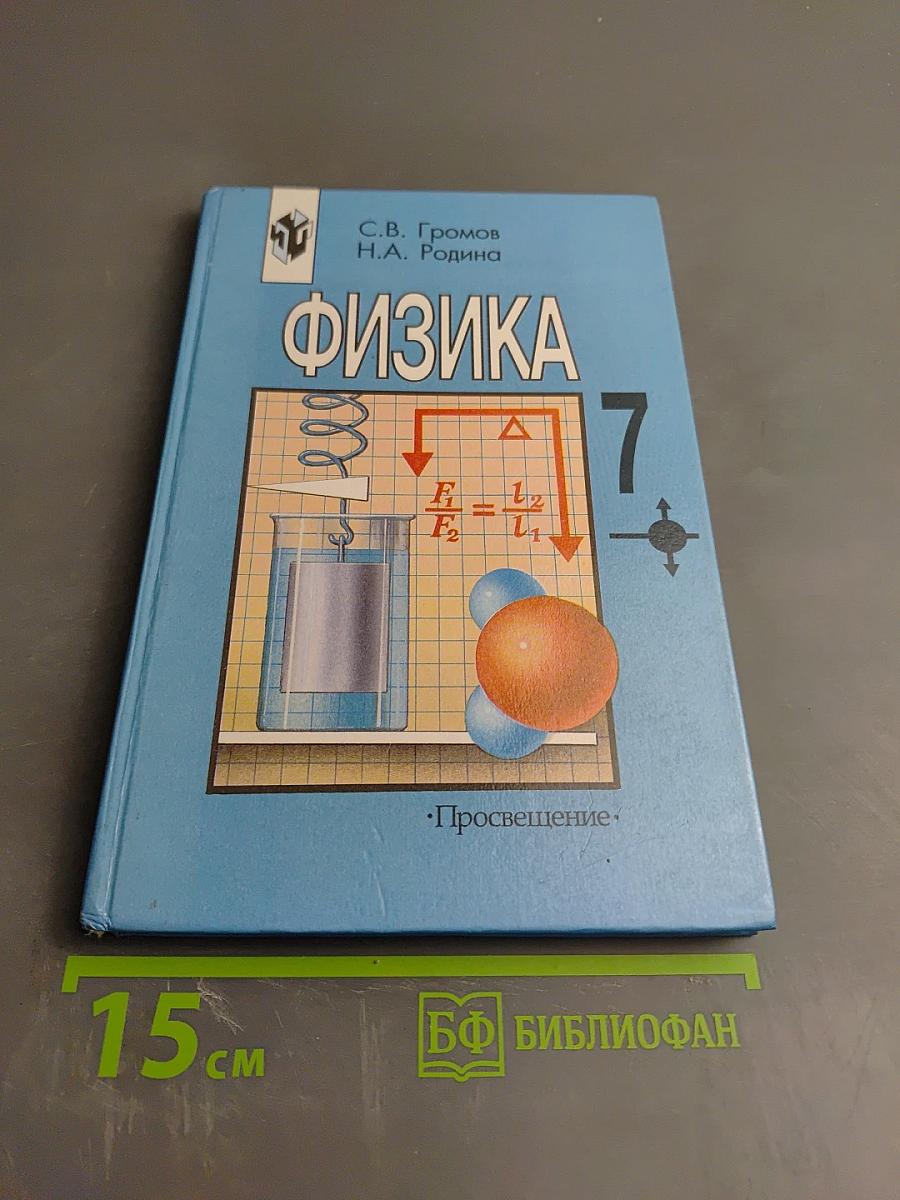 С.В. Громов
Н.А. Родина
ФИЗИКА
7
F₁/F₂ = l₂/l₁
·Просвещение·
15 см
БФ БИБЛИОФАН